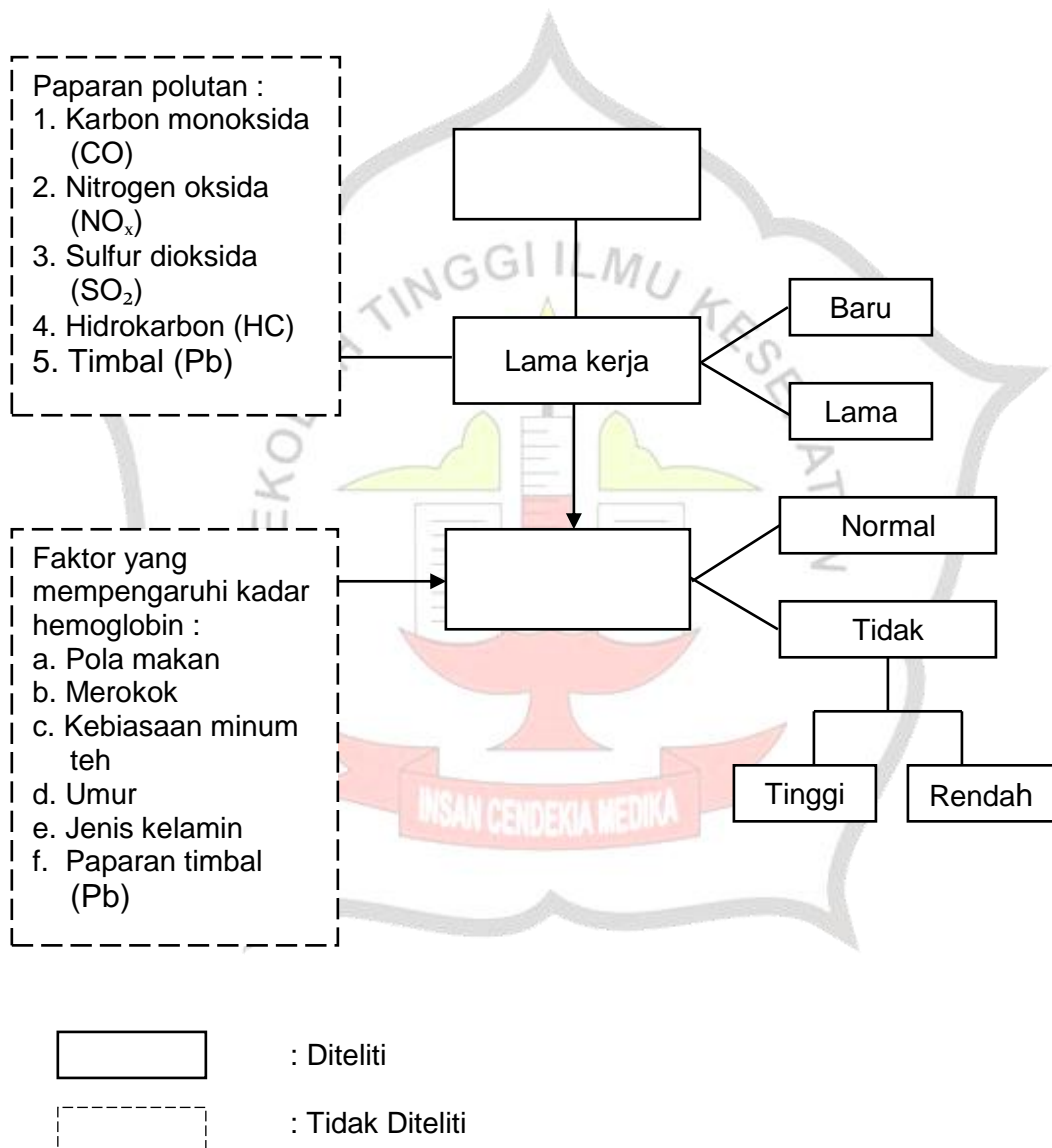 Paparan polutan :
1. Karbon monoksida
(CO)
2. Nitrogen oksida
(NOₓ)
3. Sulfur dioksida
(SO₂)
4. Hidrokarbon (HC)
5. Timbal (Pb)
Lama kerja
Baru
Lama
Faktor yang
mempengaruhi kadar
hemoglobin :
a. Pola makan
b. Merokok
c. Kebiasaan minum
teh
d. Umur
e. Jenis kelamin
f. Paparan timbal
(Pb)
Normal
Tidak
Tinggi
Rendah
TINGGI ILMU
INSAN CENDEKIA MEDIKA
: Diteliti
: Tidak Diteliti